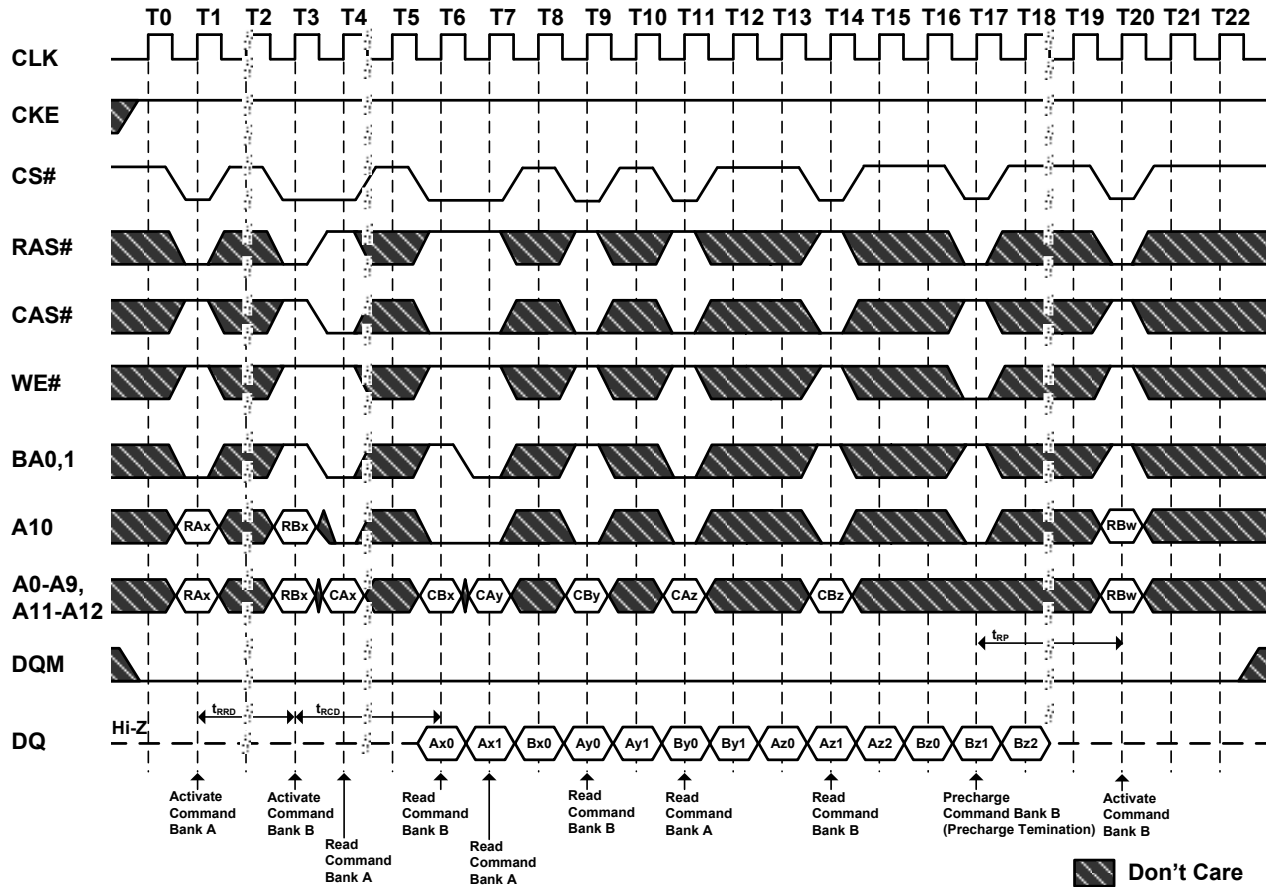 T0 T1 T2 T3 T4 T5 T6 T7 T8 T9 T10 T11 T12 T13 T14 T15 T16 T17 T18 T19 T20 T21 T22
CLK
CKE
CS#
RAS#
CAS#
WE#
BA0,1
A10
RAx RBx RBw
A0-A9,
A11-A12
RAx RBx CAx CBx CAy CBy CAz CBz RBw
tRP
DQM
tRRD tRCD
Hi-Z
DQ
Ax0 Ax1 Bx0 Ay0 Ay1 By0 By1 Az0 Az1 Az2 Bz0 Bz1 Bz2
Activate
Command
Bank A
Activate
Command
Bank B
Read
Command
Bank A
Read
Command
Bank B
Read
Command
Bank A
Read
Command
Bank B
Read
Command
Bank A
Read
Command
Bank B
Precharge
Command Bank B
(Precharge Temination)
Activate
Command
Bank B
Don't Care